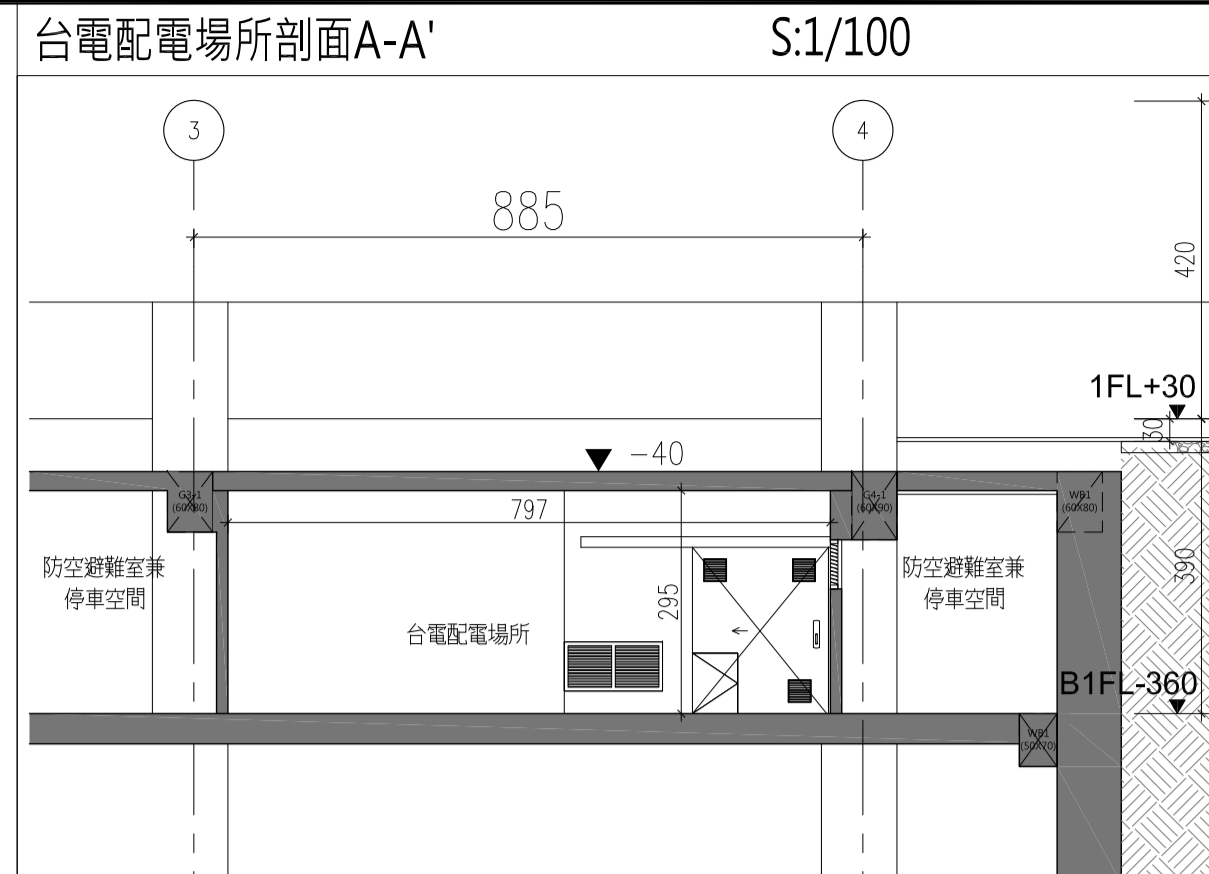 台電配電場所剖面A-A' S:1/100
3
4
885
420
1FL+30
30
-40
G3-1
(60X80)
G4-1
(60X90)
WB1
(60X80)
797
防空避難室兼
停車空間
防空避難室兼
停車空間
390
295
台電配電場所
B1FL-360
WB1
(50X70)